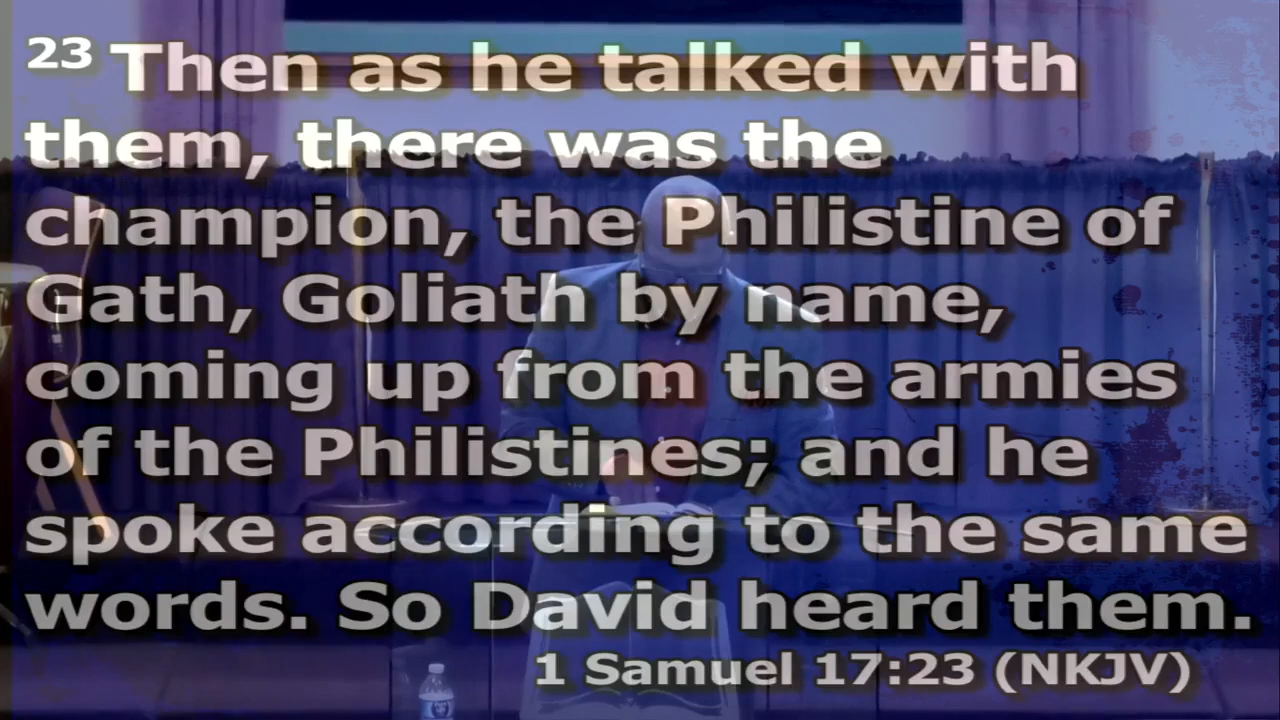 23 Then as he talked with
them, there was the
champion, the Philistine of
Gath, Goliath by name,
coming up from the armies
of the Philistines; and he
spoke according to the same
words. So David heard them.
1 Samuel 17:23 (NKJV)